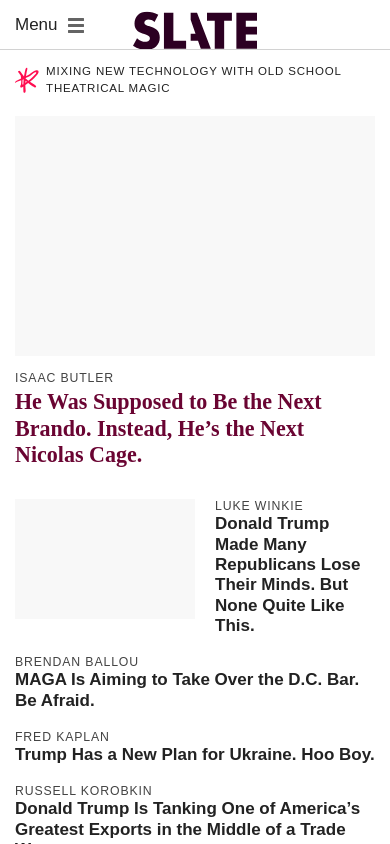 Menu
SLATE
MIXING NEW TECHNOLOGY WITH OLD SCHOOL
THEATRICAL MAGIC
ISAAC BUTLER
He Was Supposed to Be the Next
Brando. Instead, He’s the Next
Nicolas Cage.
LUKE WINKIE
Donald Trump
Made Many
Republicans Lose
Their Minds. But
None Quite Like
This.
BRENDAN BALLOU
MAGA Is Aiming to Take Over the D.C. Bar.
Be Afraid.
FRED KAPLAN
Trump Has a New Plan for Ukraine. Hoo Boy.
RUSSELL KOROBKIN
Donald Trump Is Tanking One of America’s
Greatest Exports in the Middle of a Trade